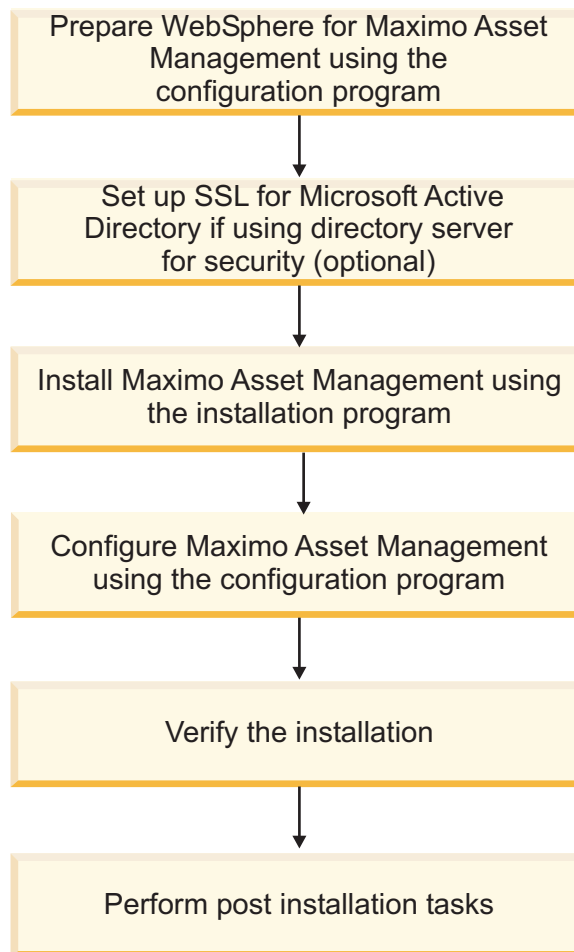 Prepare WebSphere for Maximo Asset
Management using the
configuration program
Set up SSL for Microsoft Active
Directory if using directory server
for security (optional)
Install Maximo Asset Management using
the installation program
Configure Maximo Asset Management
using the configuration program
Verify the installation
Perform post installation tasks